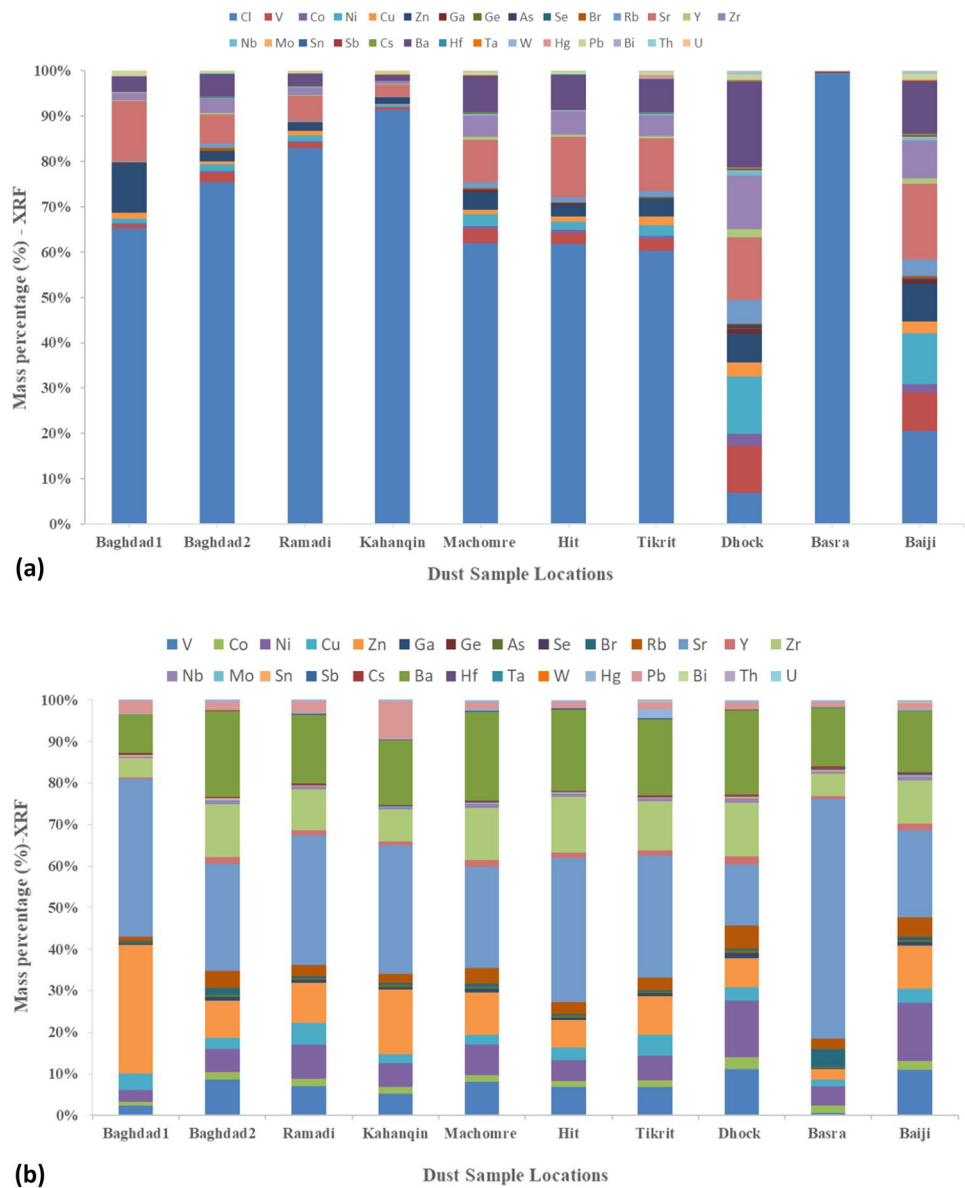 Cl V Co Ni Cu Zn Ga Ge As Se Br Rb Sr Y Zr
Nb Mo Sn Sb Cs Ba Hf Ta W Hg Pb Bi Th U
Mass percentage (%) - XRF
100%
90%
80%
70%
60%
50%
40%
30%
20%
10%
0%
Baghdad1 Baghdad2 Ramadi Kahanqin Machomre Hit Tikrit Dhock Basra Baiji
(a)
Dust Sample Locations
V Co Ni Cu Zn Ga Ge As Se Br Rb Sr Y Zr
Nb Mo Sn Sb Cs Ba Hf Ta W Hg Pb Bi Th U
Mass percentage (%)-XRF
100%
90%
80%
70%
60%
50%
40%
30%
20%
10%
0%
Baghdad1 Baghdad2 Ramadi Kahanqin Machomre Hit Tikrit Dhock Basra Baiji
(b)
Dust Sample Locations